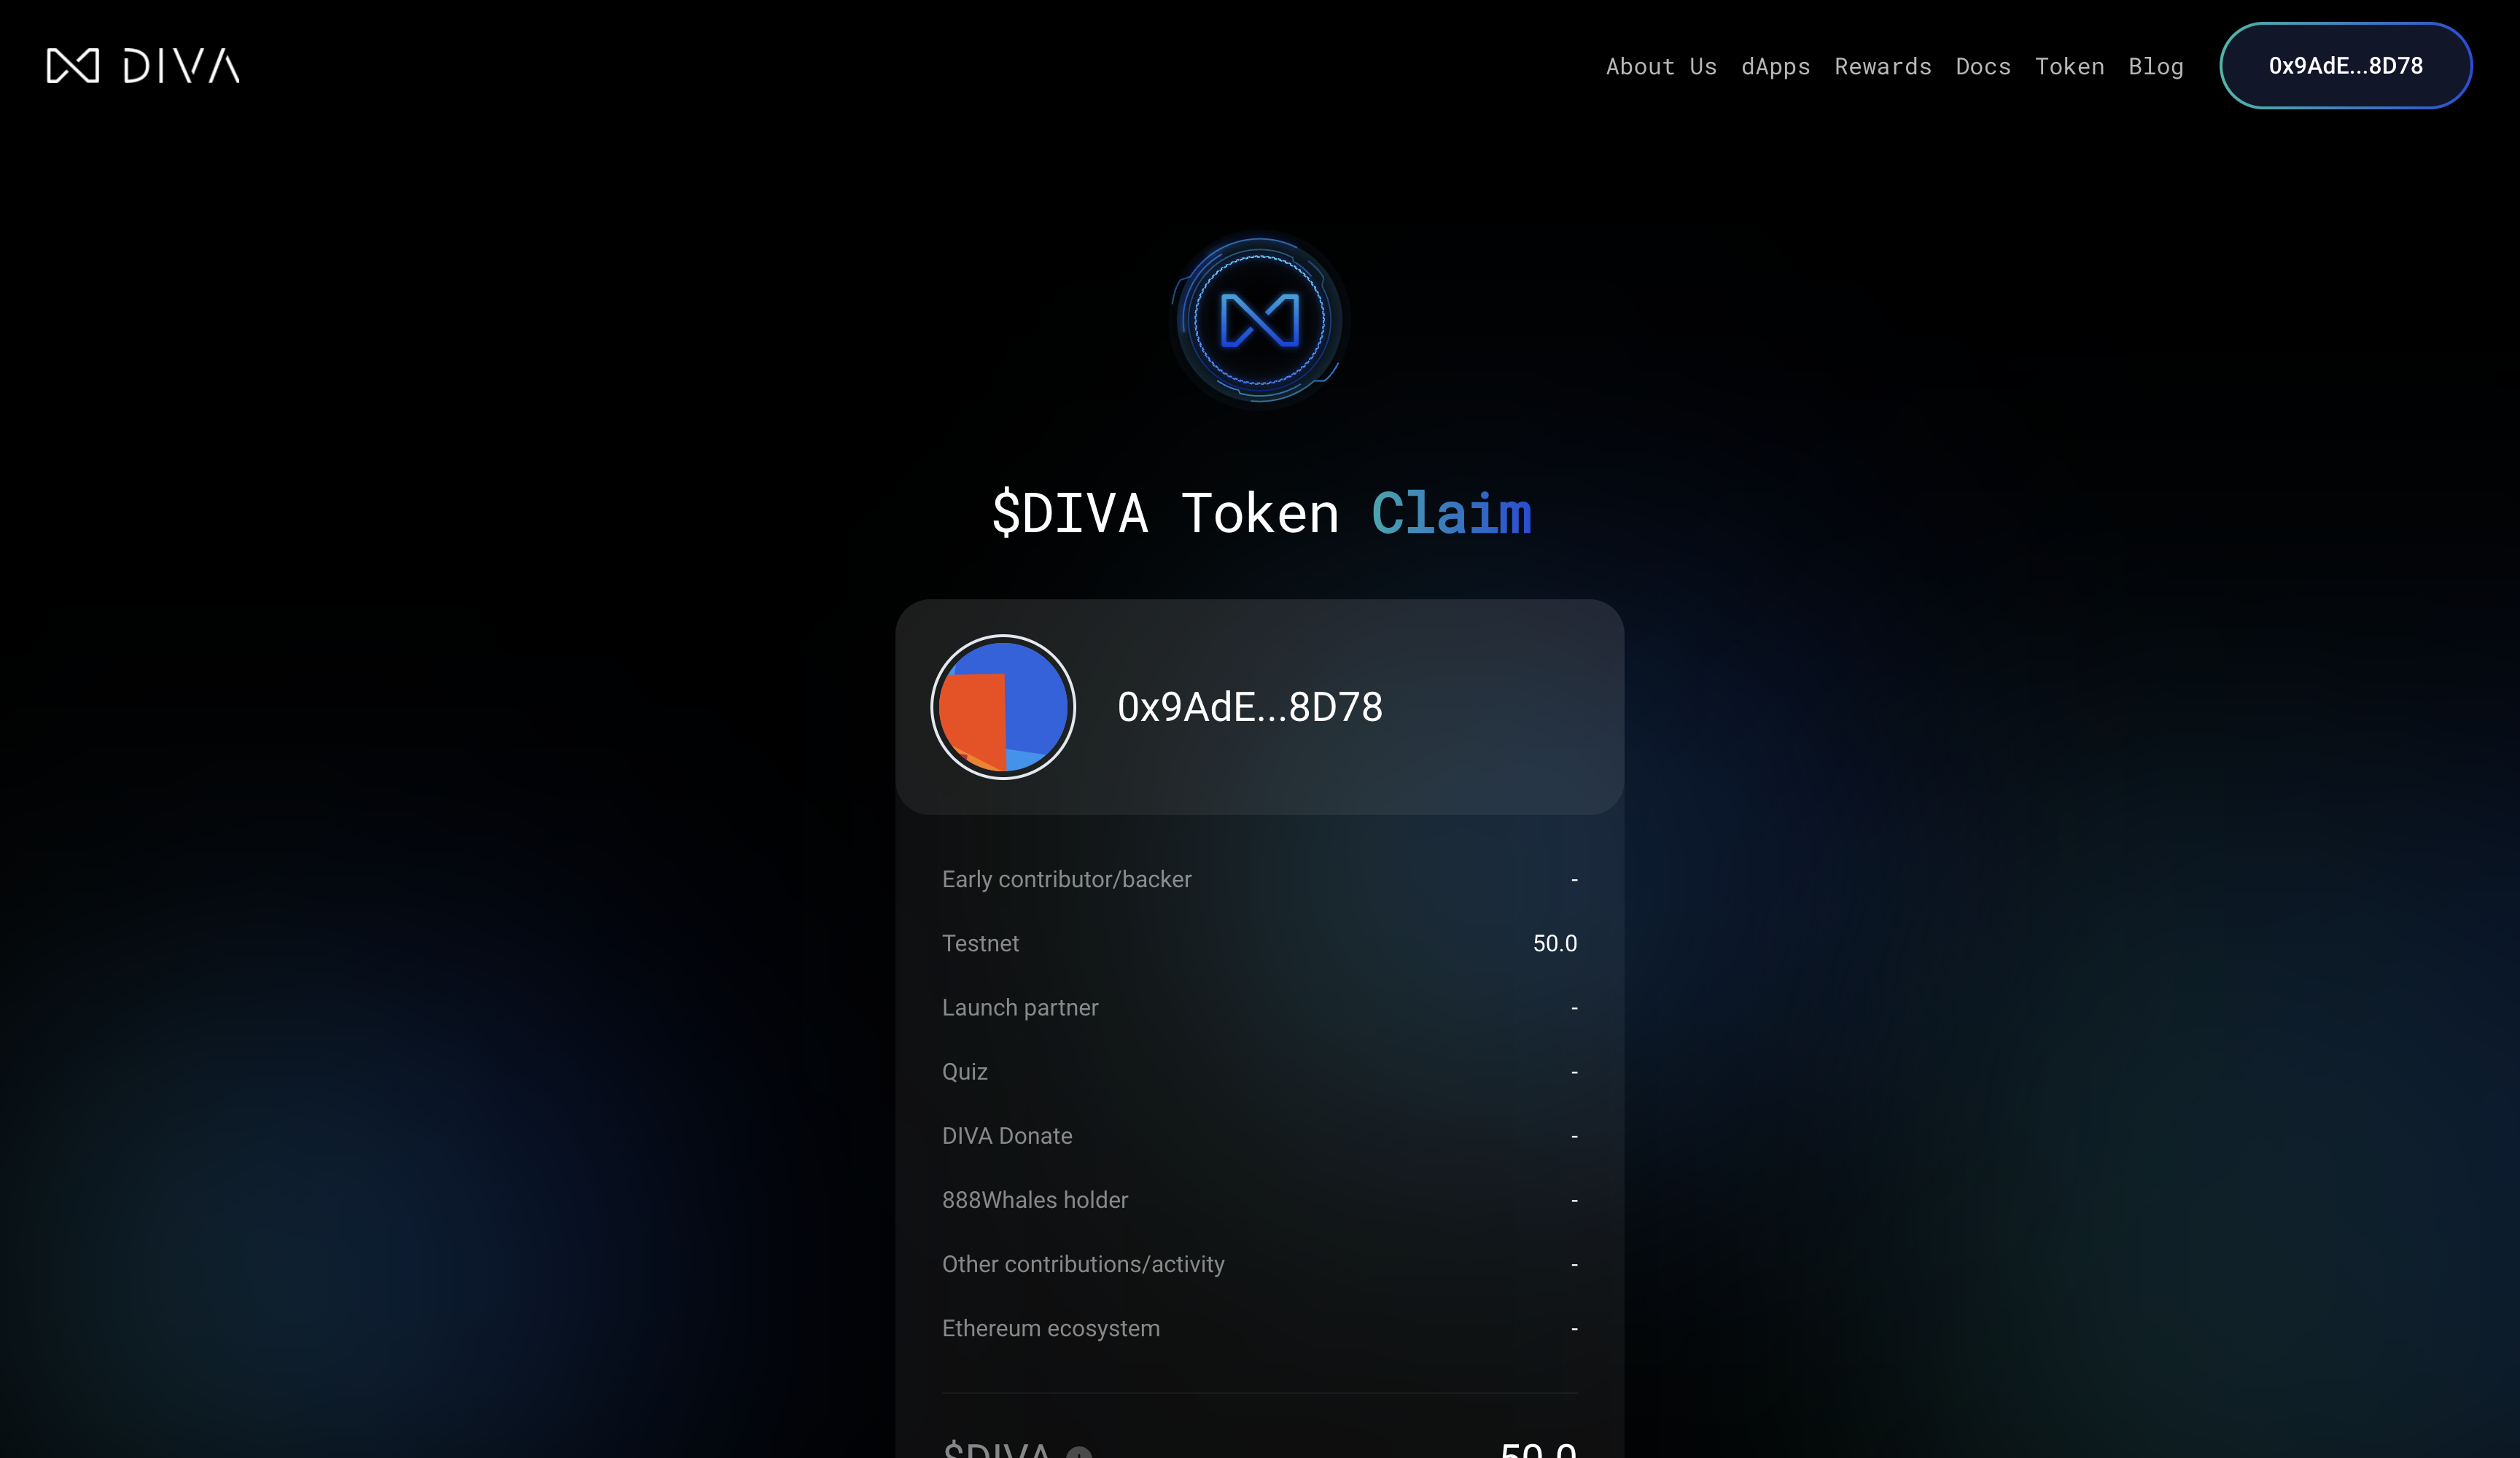 DIVA
About Us dApps Rewards Docs Token Blog 0x9AdE...8D78
$DIVA Token Claim
0x9AdE...8D78
Early contributor/backer -
Testnet 50.0
Launch partner -
Quiz -
DIVA Donate -
888Whales holder -
Other contributions/activity -
Ethereum ecosystem -
$DIVA 50.0